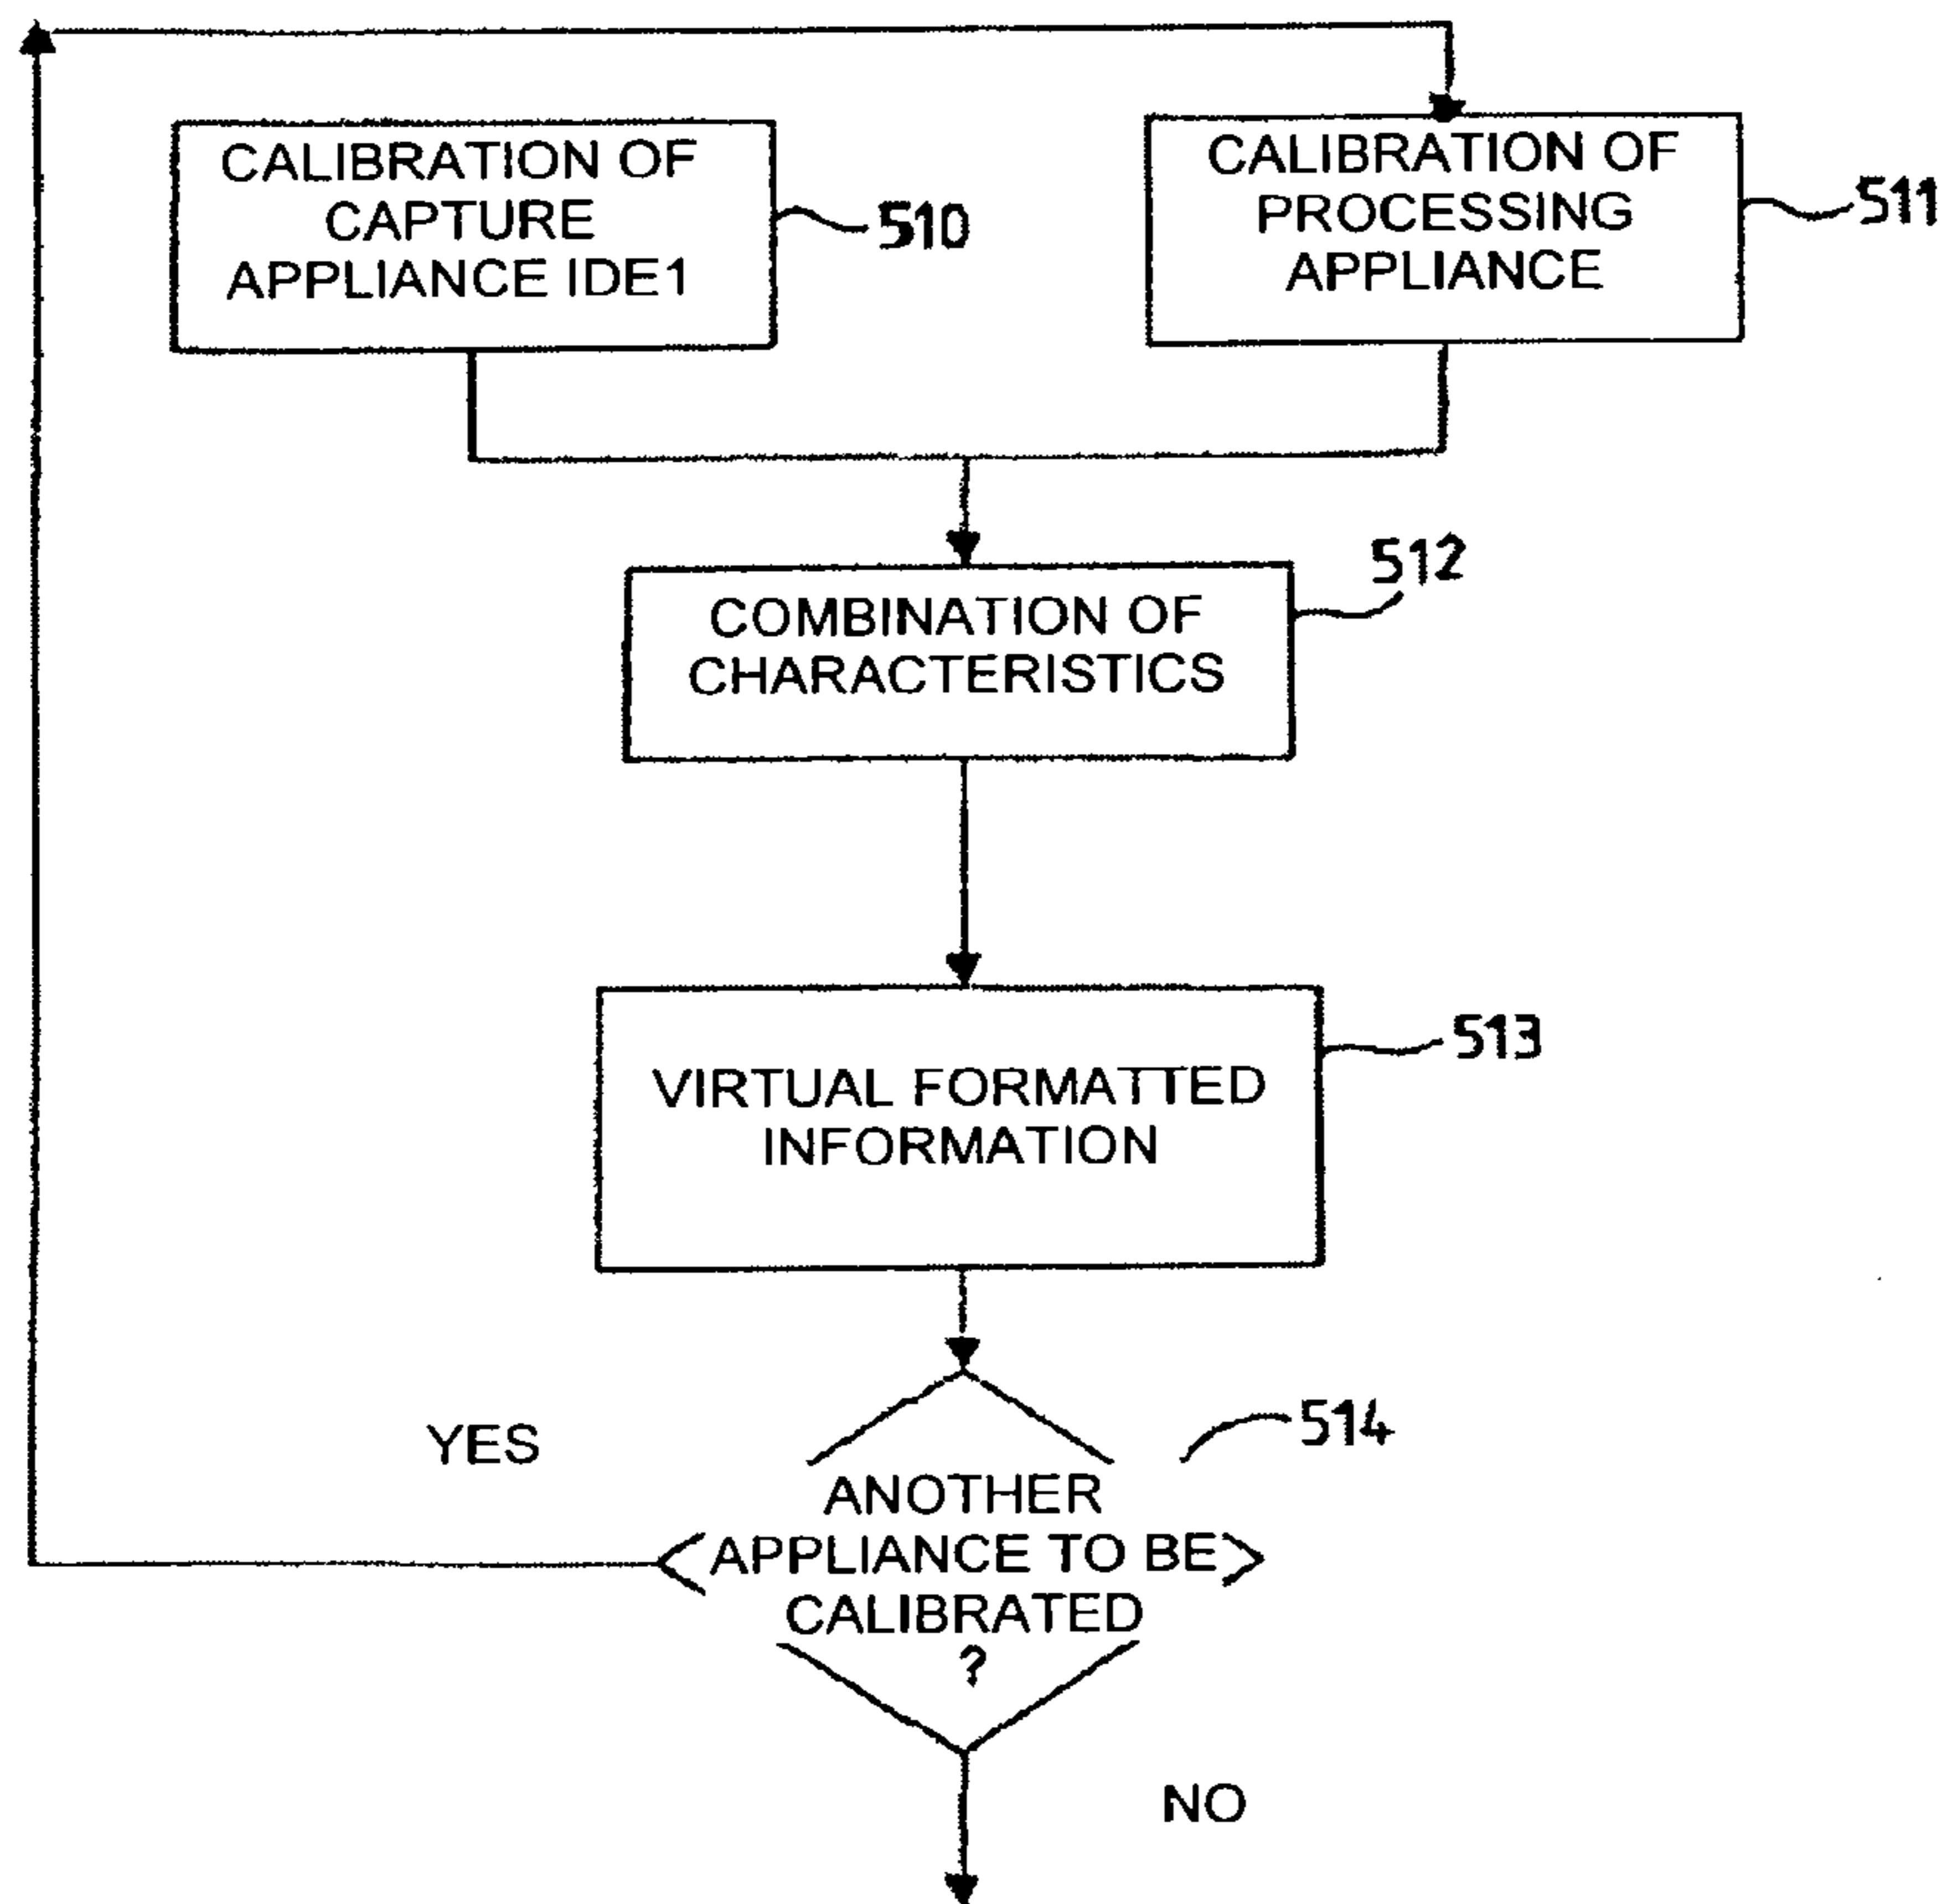 CALIBRATION OF
CAPTURE
APPLIANCE IDE1
510
CALIBRATION OF
PROCESSING
APPLIANCE
511
COMBINATION OF
CHARACTERISTICS
512
VIRTUAL FORMATTED
INFORMATION
513
YES
514
ANOTHER
APPLIANCE TO BE
CALIBRATED
?
NO